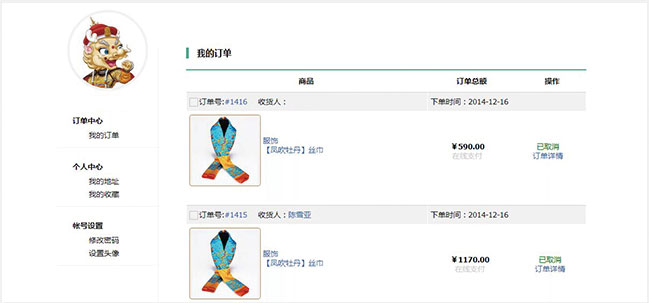 我的订单
商品 订单总额 操作
订单号:#1416 收货人： 下单时间：2014-12-16
服饰
【凤吹牡丹】丝巾
￥590.00
在线支付
已取消
订单详情
订单号:#1415 收货人：陈雪亚 下单时间：2014-12-16
服饰
【凤吹牡丹】丝巾
￥1170.00
在线支付
已取消
订单详情
订单中心
我的订单
个人中心
我的地址
我的收藏
帐号设置
修改密码
设置头像